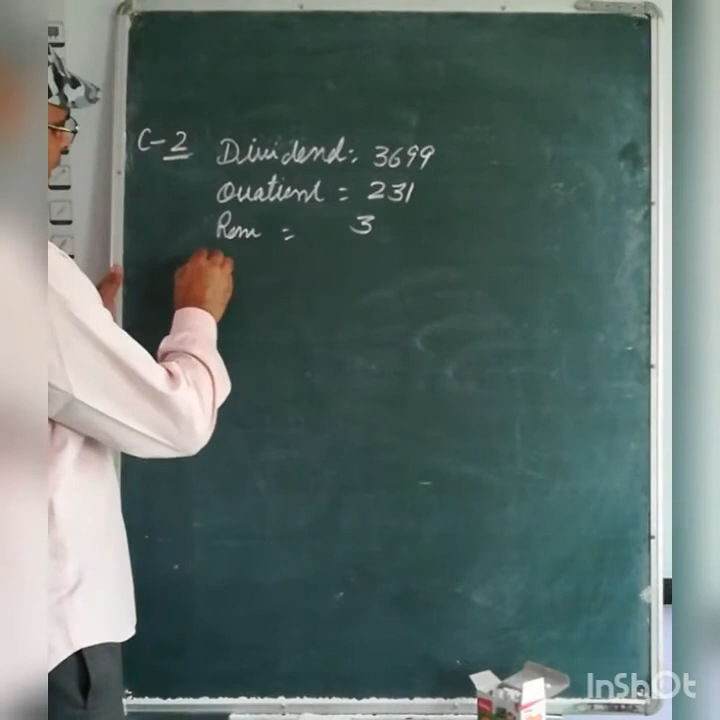 C-2 Dividend = 3699
Quatient = 231
Rem = 3
InShOt